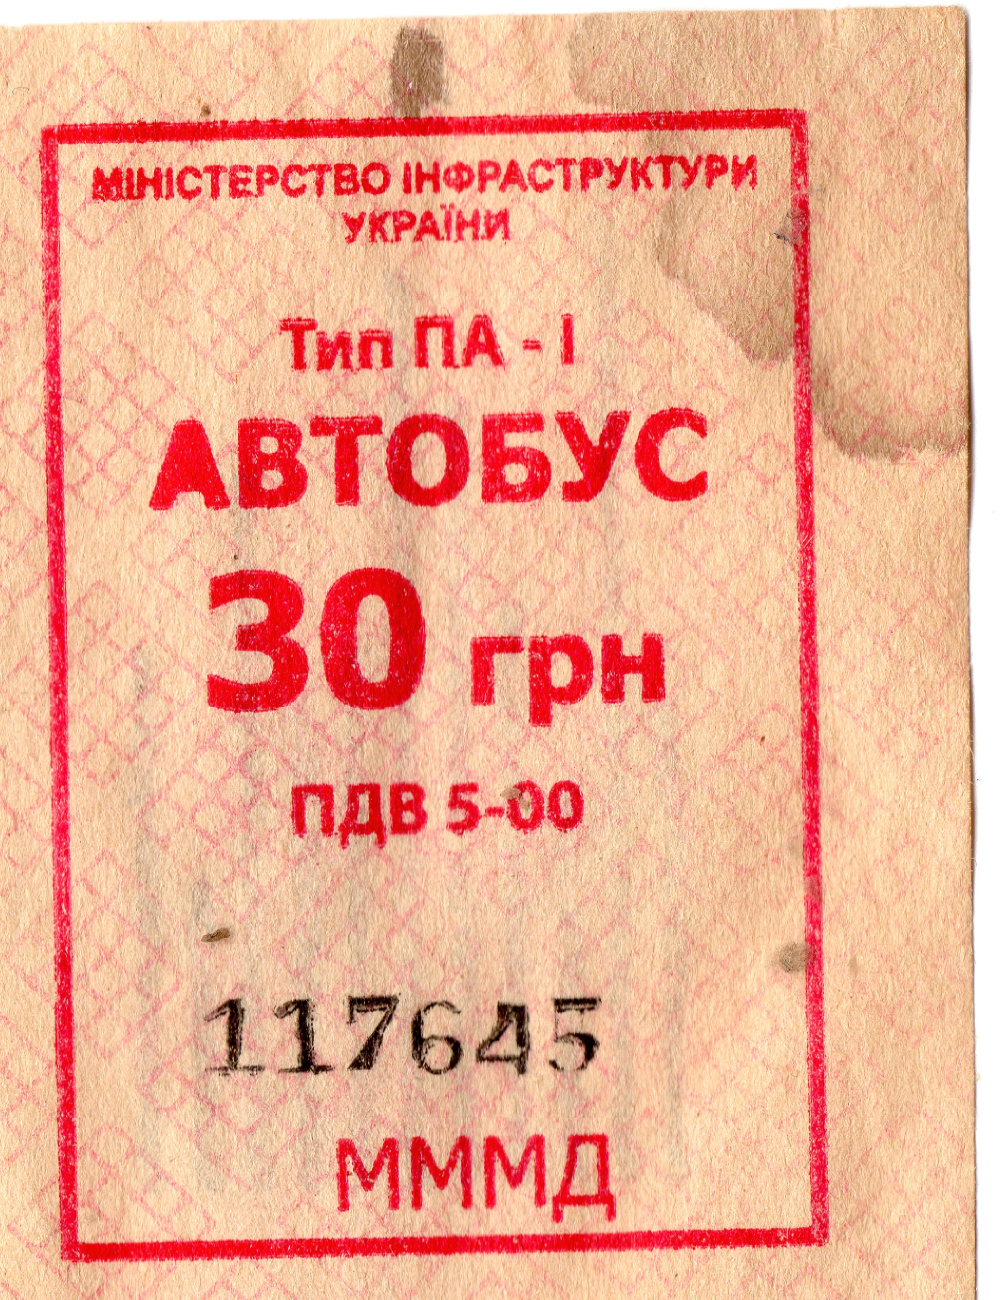 МІНІСТЕРСТВО ІНФРАСТРУКТУРИ
УКРАЇНИ
Тип ПА - І
АВТОБУС
30 грн
ПДВ 5-00
117645
МММД